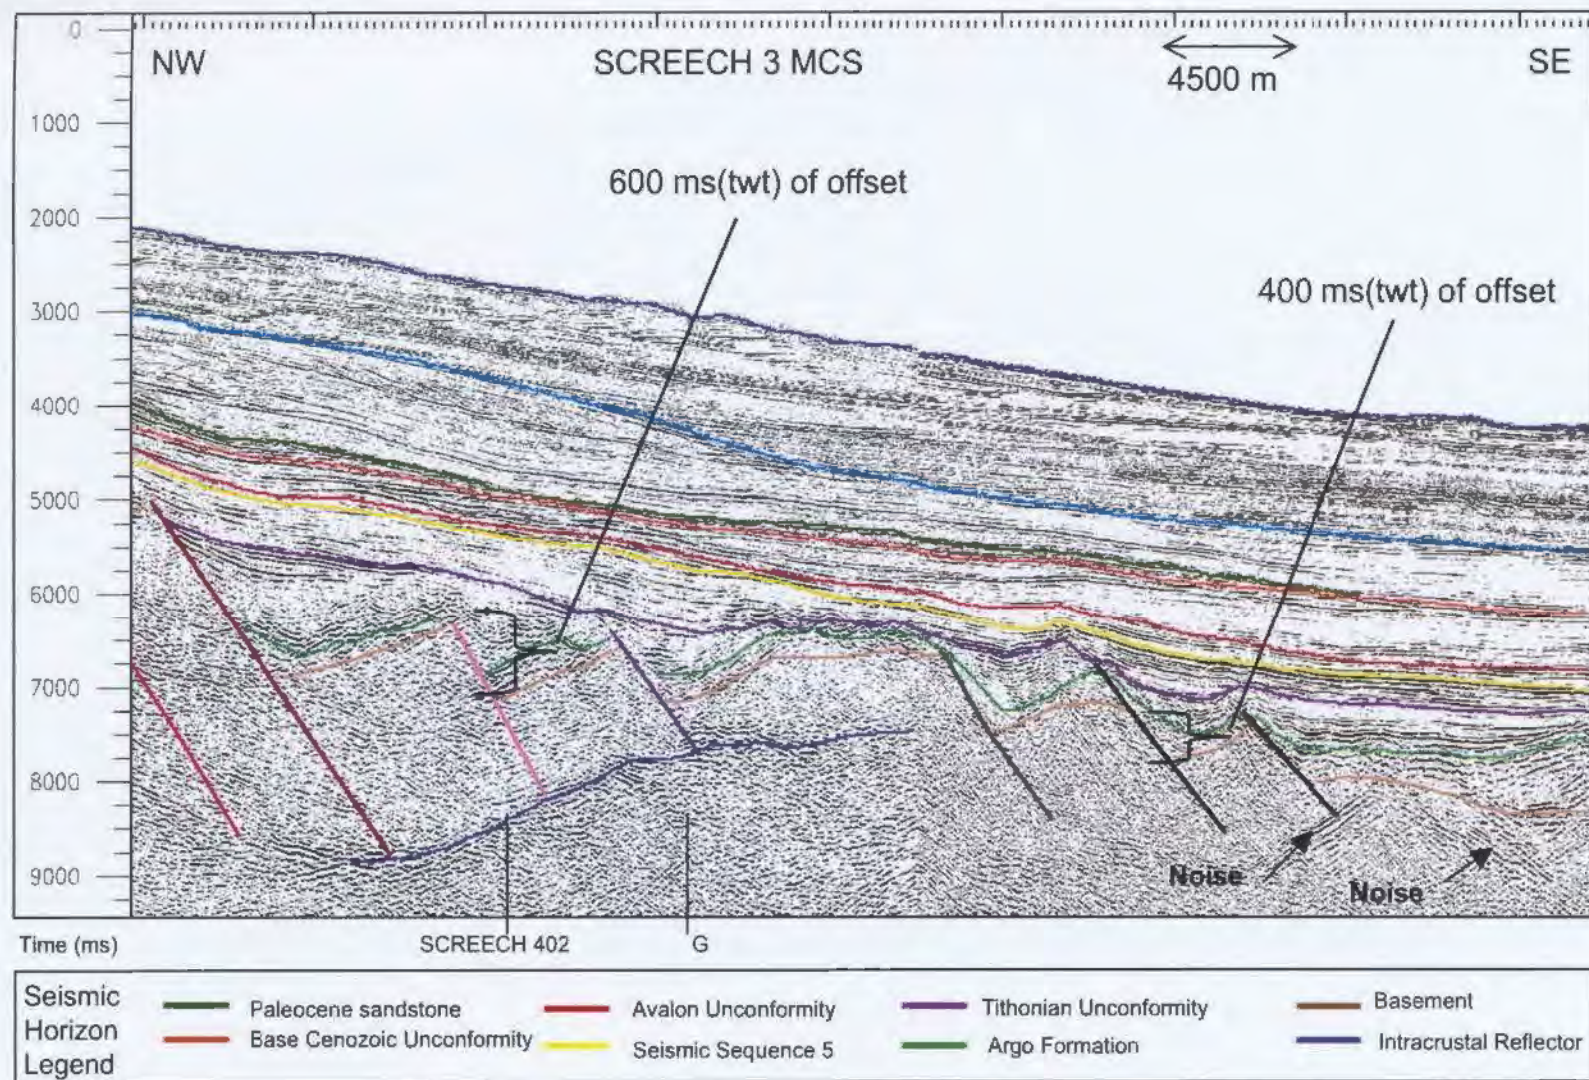 0
NW
SCREECH 3 MCS
4500 m
SE
1000
600 ms(twt) of offset
2000
400 ms(twt) of offset
3000
4000
5000
6000
7000
8000
Noise
9000
Noise
Time (ms)
SCREECH 402
G
Seismic
Horizon
Legend
Paleocene sandstone
Base Cenozoic Unconformity
Avalon Unconformity
Seismic Sequence 5
Tithonian Unconformity
Argo Formation
Basement
Intracrustal Reflector